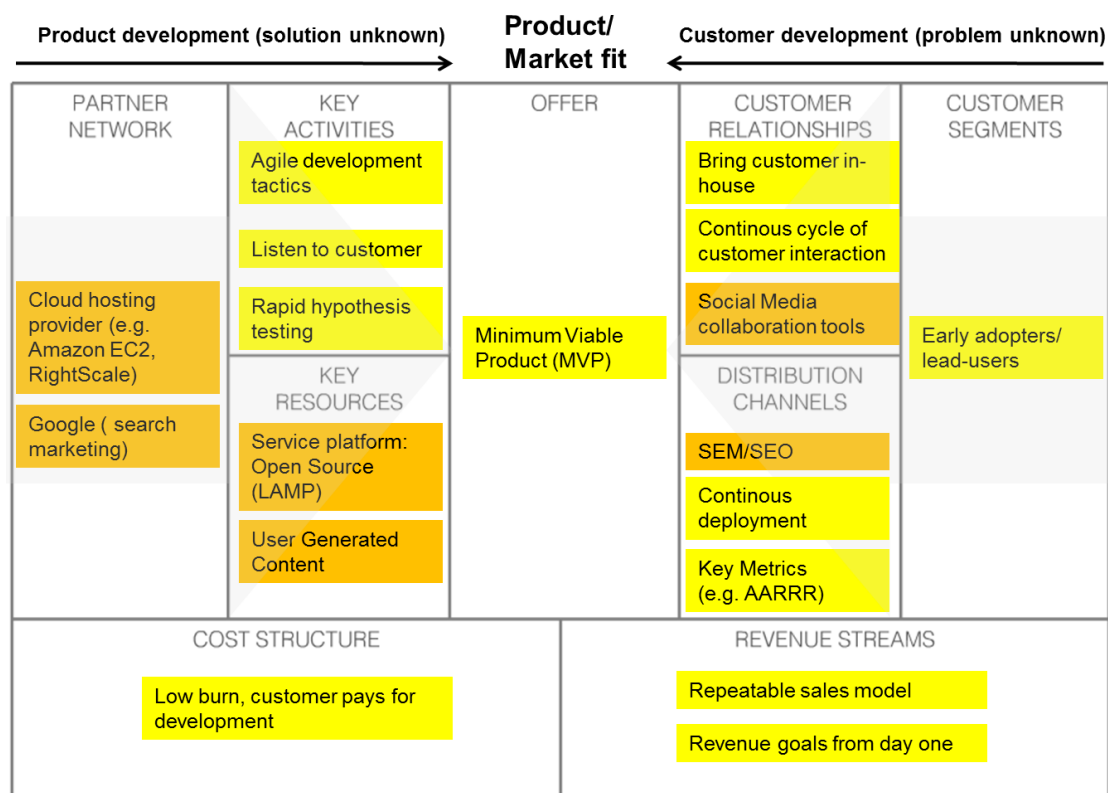 Product development (solution unknown)
Product/
Market fit
Customer development (problem unknown)
PARTNER
NETWORK
Cloud hosting
provider (e.g.
Amazon EC2,
RightScale)
Google ( search
marketing)
KEY
ACTIVITIES
Agile development
tactics
Listen to customer
Rapid hypothesis
testing
KEY
RESOURCES
Service platform:
Open Source
(LAMP)
User Generated
Content
OFFER
Minimum Viable
Product (MVP)
CUSTOMER
RELATIONSHIPS
Bring customer in-
house
Continous cycle of
customer interaction
Social Media
collaboration tools
DISTRIBUTION
CHANNELS
SEM/SEO
Continous
deployment
Key Metrics
(e.g. AARRR)
CUSTOMER
SEGMENTS
Early adopters/
lead-users
COST STRUCTURE
Low burn, customer pays for
development
REVENUE STREAMS
Repeatable sales model
Revenue goals from day one